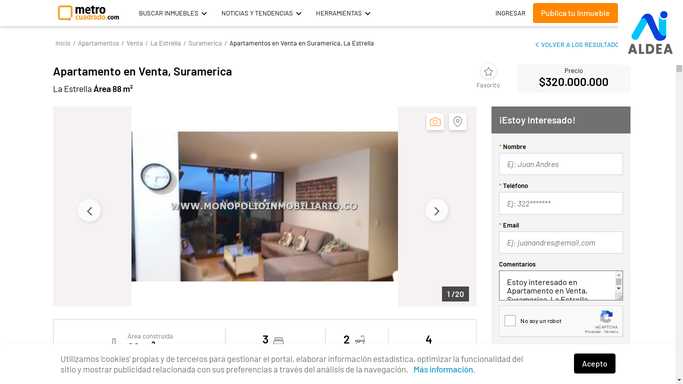 metro
cuadrado.com
BUSCAR INMUEBLES
NOTICIAS Y TENDENCIAS
HERRAMIENTAS
INGRESAR
Publica tu Inmueble
ALDEA
Inicio / Apartamentos / Venta / La Estrella / Suramerica / Apartamentos en Venta en Suramerica, La Estrella
< VOLVER A LOS RESULTADO
Apartamento en Venta, Suramerica
La Estrella Área 88 m²
Favorito
Precio
$320.000.000
WWW.MONOPOLIOINMOBILIARIO.CO
1 / 20
¡Estoy Interesado!
* Nombre
Ej: Juan Andres
* Teléfono
Ej: 322*******
* Email
Ej: juanandres@email.com
Comentarios
Estoy interesado en
Apartamento en Venta,
Suramerica, La Estrella
No soy un robot
reCAPTCHA
Privacidad - Términos
Área construida
3
2
4
Utilizamos 'cookies' propias y de terceros para gestionar el portal, elaborar información estadística, optimizar la funcionalidad del
sitio y mostrar publicidad relacionada con sus preferencias a través del análisis de la navegación. Más información.
Acepto